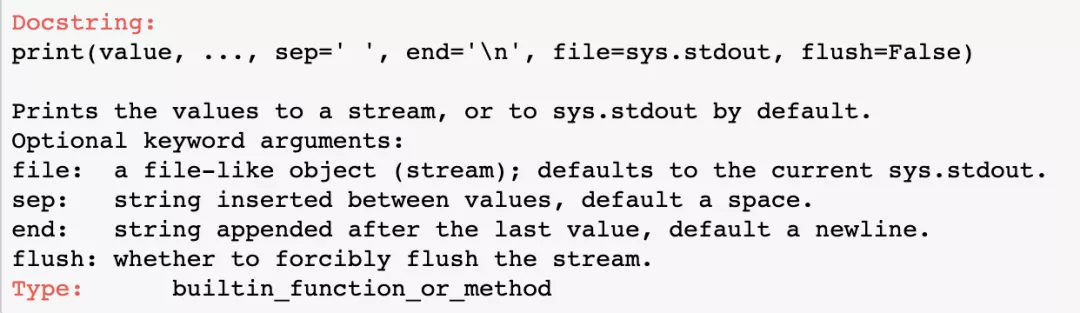 Docstring:
print(value, ..., sep=' ', end='\n', file=sys.stdout, flush=False)
Prints the values to a stream, or to sys.stdout by default.
Optional keyword arguments:
file:  a file-like object (stream); defaults to the current sys.stdout.
sep:   string inserted between values, default a space.
end:   string appended after the last value, default a newline.
flush: whether to forcibly flush the stream.
Type:      builtin_function_or_method